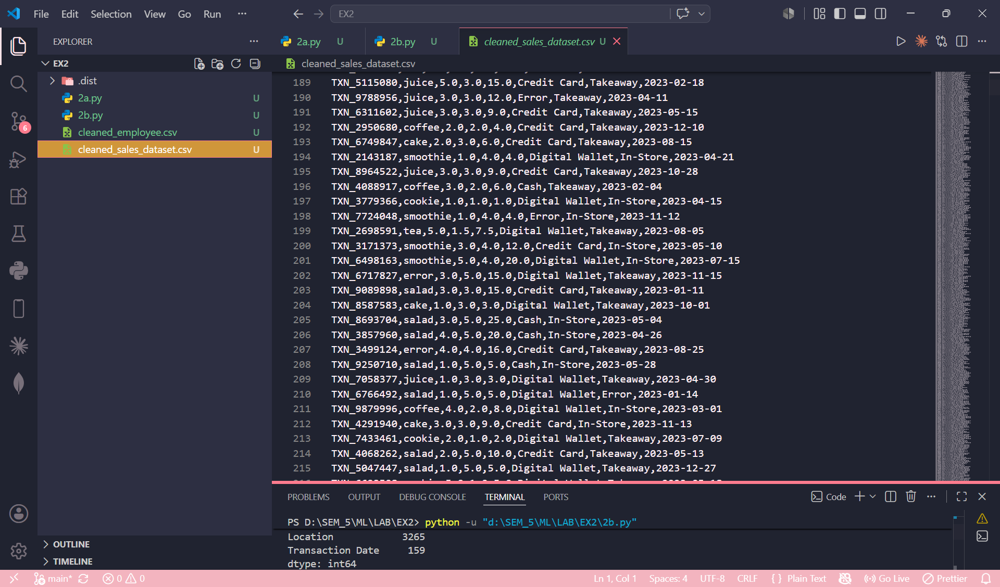 File Edit Selection View Go Run ··· EX2
EXPLORER ···
2a.py U
2b.py U
cleaned_sales_dataset.csv U
EX2
cleaned_sales_dataset.csv
.dist
2a.py U
2b.py U
cleaned_employee.csv U
cleaned_sales_dataset.csv U
6
189 TXN_5115080,juice,5.0,3.0,15.0,Credit Card,Takeaway,2023-02-18
190 TXN_9788956,juice,3.0,3.0,12.0,Error,Takeaway,2023-04-11
191 TXN_6311602,juice,3.0,3.0,9.0,Credit Card,Takeaway,2023-05-15
192 TXN_2950680,coffee,2.0,2.0,4.0,Credit Card,Takeaway,2023-12-10
193 TXN_6749847,cake,2.0,3.0,6.0,Credit Card,Takeaway,2023-08-15
194 TXN_2143187,smoothie,1.0,4.0,4.0,Digital Wallet,In-Store,2023-04-21
195 TXN_8964522,juice,3.0,3.0,9.0,Credit Card,Takeaway,2023-10-28
196 TXN_4088917,coffee,3.0,2.0,6.0,Cash,Takeaway,2023-02-04
197 TXN_3779366,cookie,1.0,1.0,1.0,Digital Wallet,In-Store,2023-04-15
198 TXN_7724048,smoothie,1.0,4.0,4.0,Error,In-Store,2023-11-12
199 TXN_2698591,tea,5.0,1.5,7.5,Digital Wallet,Takeaway,2023-08-05
200 TXN_3171373,smoothie,3.0,4.0,12.0,Credit Card,In-Store,2023-05-10
201 TXN_6498163,smoothie,5.0,4.0,20.0,Digital Wallet,In-Store,2023-07-15
202 TXN_6717827,error,3.0,5.0,15.0,Digital Wallet,Takeaway,2023-11-15
203 TXN_9089898,salad,3.0,3.0,15.0,Credit Card,Takeaway,2023-01-11
204 TXN_8587583,cake,1.0,3.0,3.0,Digital Wallet,Takeaway,2023-10-01
205 TXN_8693704,salad,3.0,5.0,25.0,Cash,In-Store,2023-05-04
206 TXN_3857960,salad,4.0,5.0,20.0,Cash,In-Store,2023-04-26
207 TXN_3499124,error,4.0,4.0,16.0,Credit Card,Takeaway,2023-08-25
208 TXN_9250710,salad,1.0,5.0,5.0,Cash,In-Store,2023-05-28
209 TXN_7058377,juice,1.0,3.0,3.0,Digital Wallet,Takeaway,2023-04-30
210 TXN_6766492,salad,1.0,5.0,5.0,Digital Wallet,Error,2023-01-14
211 TXN_9879996,coffee,4.0,2.0,8.0,Digital Wallet,In-Store,2023-03-01
212 TXN_4291940,cake,3.0,3.0,9.0,Credit Card,In-Store,2023-11-13
213 TXN_7433461,cookie,2.0,1.0,2.0,Digital Wallet,Takeaway,2023-07-09
214 TXN_4068262,salad,2.0,5.0,10.0,Credit Card,Takeaway,2023-05-13
215 TXN_5047447,salad,1.0,5.0,5.0,Digital Wallet,Takeaway,2023-12-27
PROBLEMS OUTPUT DEBUG CONSOLE TERMINAL PORTS Code
PS D:\SEM_5\ML\LAB\EX2> python -u "d:\SEM_5\ML\LAB\EX2\2b.py"
Location 3265
Transaction Date 159
dtype: int64
OUTLINE
TIMELINE
main* 0 0 Ln 1, Col 1 Spaces: 4 UTF-8 CRLF { } Plain Text Go Live Prettier